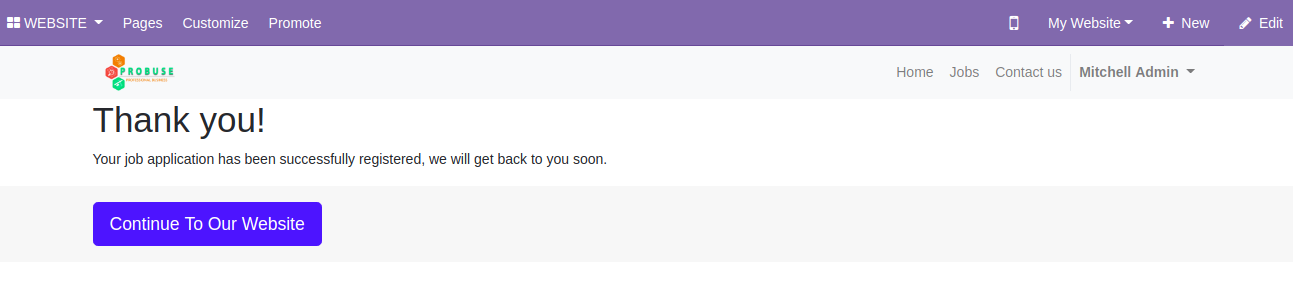 WEBSITE Pages Customize Promote My Website New Edit
PROBUSE
Home Jobs Contact us Mitchell Admin
Thank you!
Your job application has been successfully registered, we will get back to you soon.
Continue To Our Website